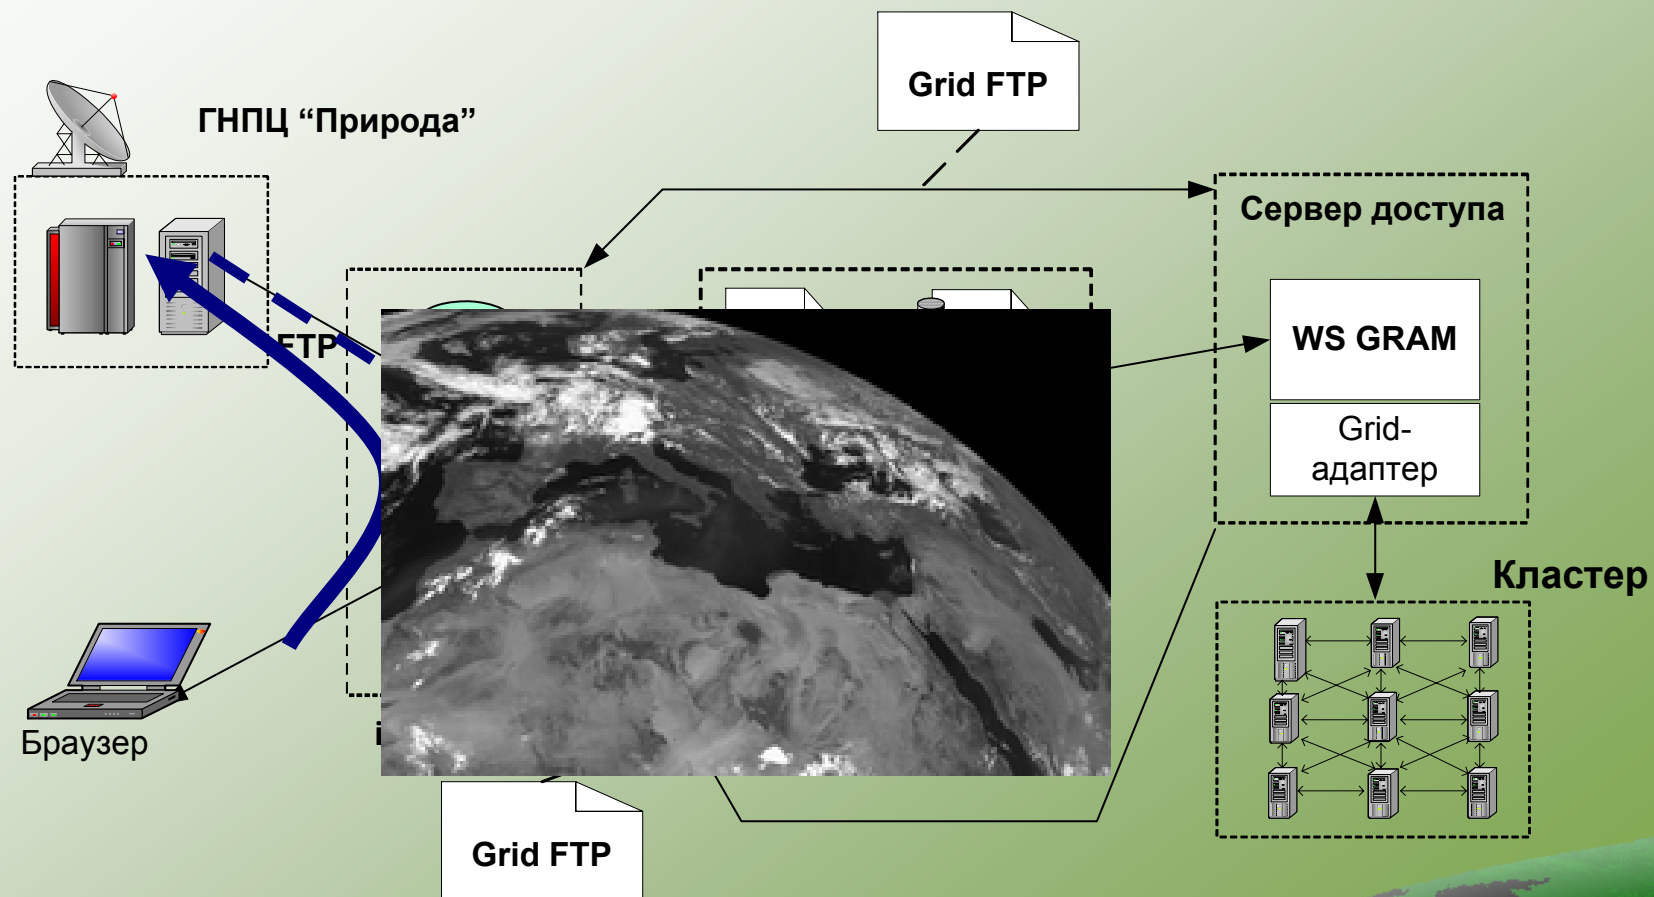 Grid FTP
ГНПЦ “Природа”
Сервер доступа
WS GRAM
FTP
Grid-
адаптер
Кластер
Браузер
Grid FTP